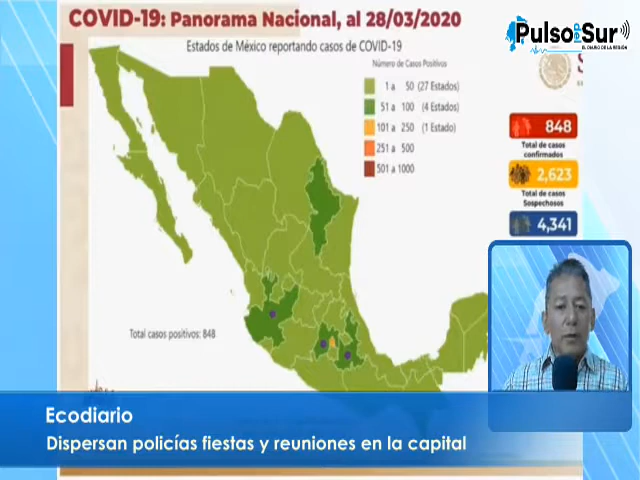 COVID-19: Panorama Nacional, al 28/03/2020
Pulso PP Sur
EL DIARIO DE LA REGIÓN
Estados de México reportando casos de COVID-19
Número de Casos Positivos
1 a 50 (27 Estados)
51 a 100 (4 Estados)
101 a 250 (1 Estado)
251 a 500
501 a 1000
848
Total de casos confirmados
2,623
Total de casos Sospechosos
4,341
Total casos positivos: 848
Ecodiario
Dispersan policías fiestas y reuniones en la capital